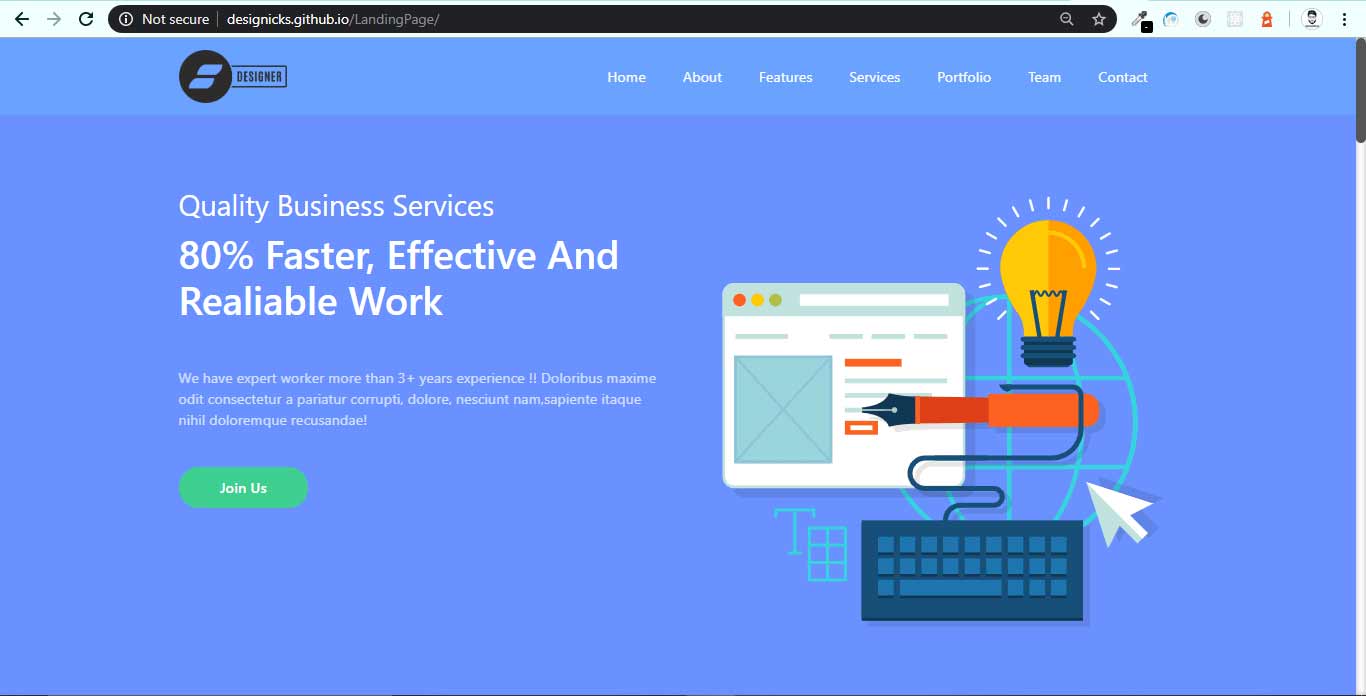 Not secure designicks.github.io/LandingPage/
DESIGNER
Home About Features Services Portfolio Team Contact
Quality Business Services
80% Faster, Effective And
Realiable Work
We have expert worker more than 3+ years experience !! Doloribus maxime
odit consectetur a pariatur corrupti, dolore, nesciunt nam,sapiente itaque
nihil doloremque recusandae!
Join Us